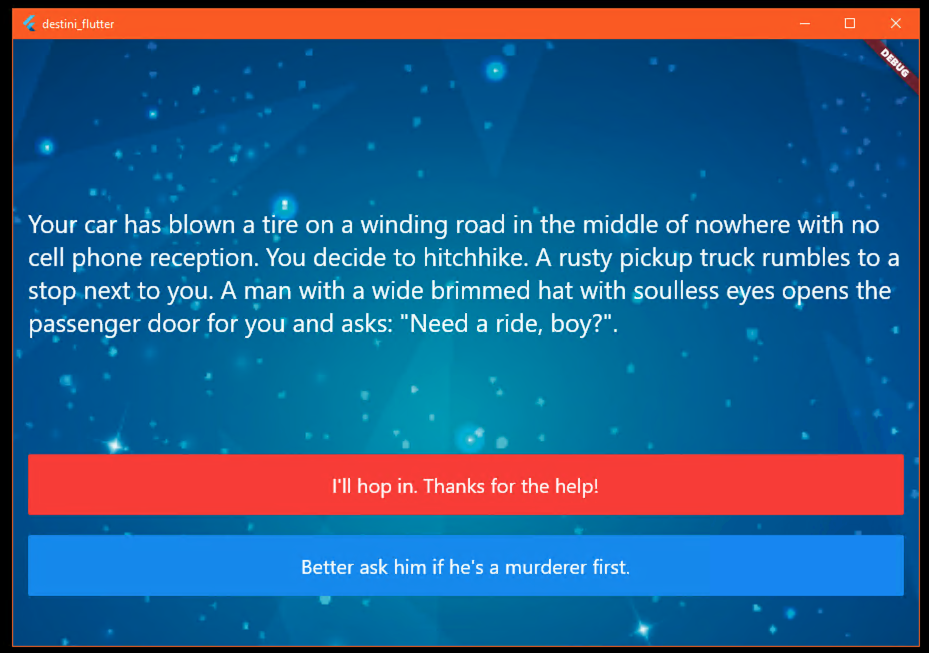 destini_flutter
DEBUG
Your car has blown a tire on a winding road in the middle of nowhere with no
cell phone reception. You decide to hitchhike. A rusty pickup truck rumbles to a
stop next to you. A man with a wide brimmed hat with soulless eyes opens the
passenger door for you and asks: "Need a ride, boy?".
I'll hop in. Thanks for the help!
Better ask him if he's a murderer first.